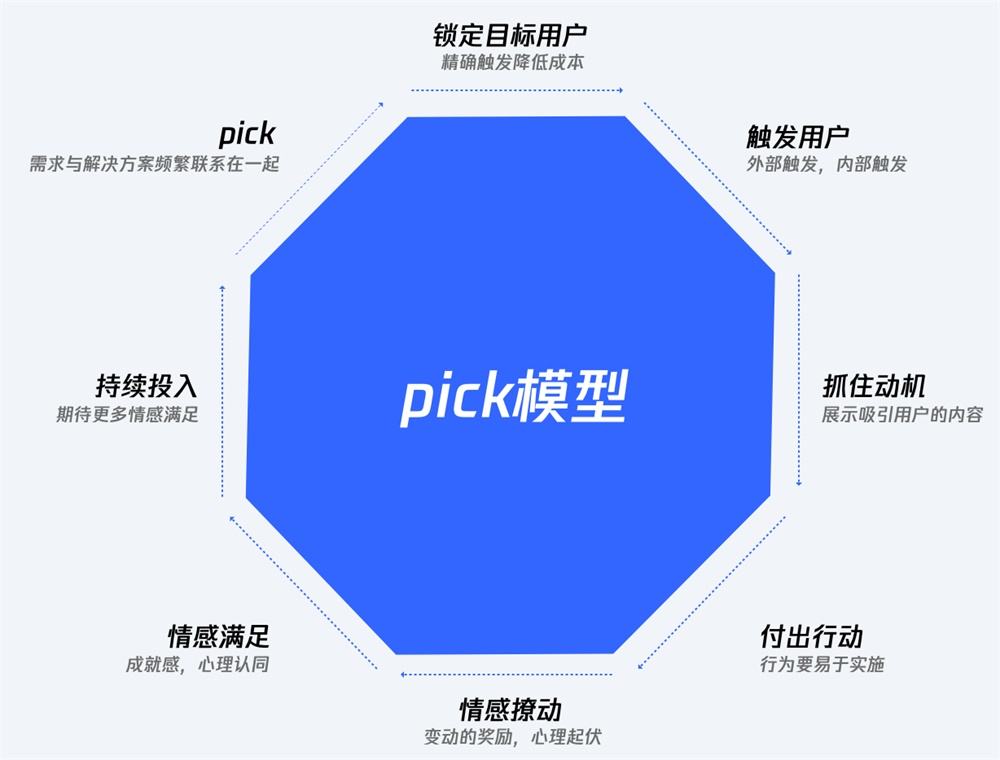 锁定目标用户
精确触发降低成本
pick
需求与解决方案频繁联系在一起
触发用户
外部触发，内部触发
pick模型
持续投入
期待更多情感满足
抓住动机
展示吸引用户的内容
情感满足
成就感，心理认同
付出行动
行为要易于实施
情感撩动
变动的奖励，心理起伏